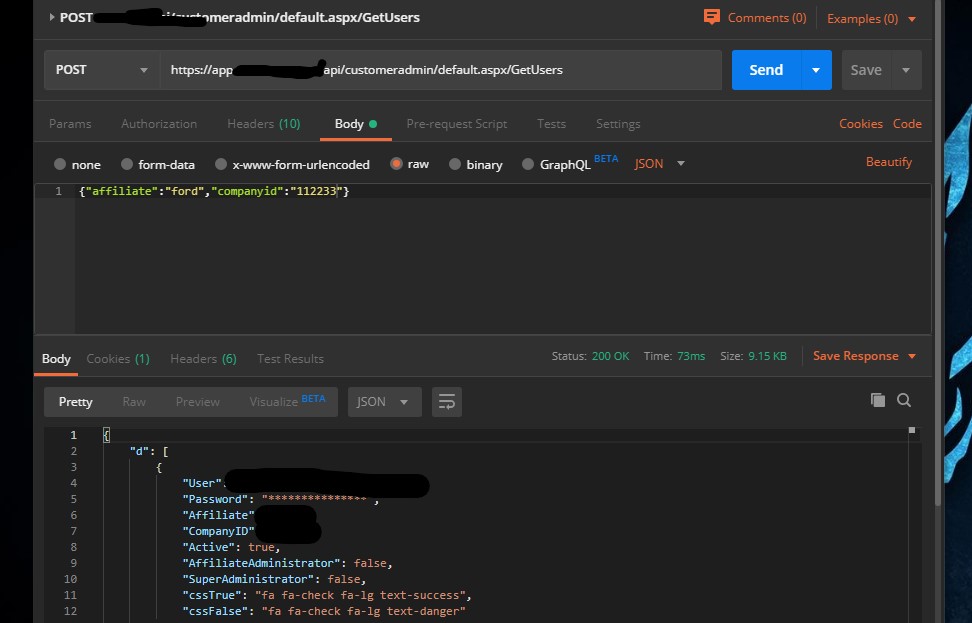 POST i/customeradmin/default.aspx/GetUsers
Comments (0) Examples (0)
POST https://app api/customeradmin/default.aspx/GetUsers Send Save
Params Authorization Headers (10) Body Pre-request Script Tests Settings Cookies Code
none form-data x-www-form-urlencoded raw binary GraphQL BETA JSON Beautify
1 {"affiliate":"ford","companyid":"112233"}
Body Cookies (1) Headers (6) Test Results Status: 200 OK Time: 73ms Size: 9.15 KB Save Response
Pretty Raw Preview Visualize BETA JSON
1 {
2 "d": [
3 {
4 "User":
5 "Password": "***************",
6 "Affiliate"
7 "CompanyID"
8 "Active": true,
9 "AffiliateAdministrator": false,
10 "SuperAdministrator": false,
11 "cssTrue": "fa fa-check fa-lg text-success",
12 "cssFalse": "fa fa-check fa-lg text-danger"